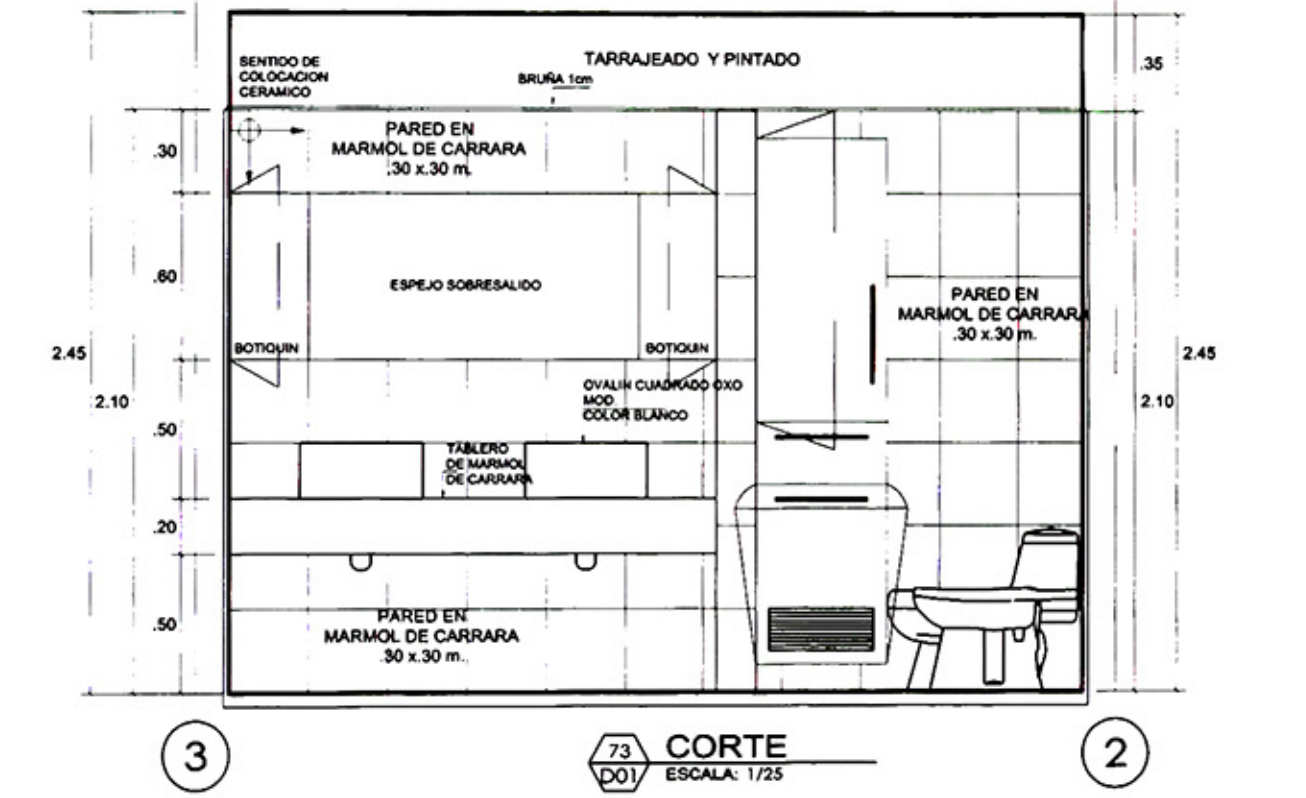 TARRAJEADO Y PINTADO
SENTIDO DE
COLOCACION
CERAMICO
BRUÑA 1cm
.35
PARED EN
MARMOL DE CARRARA
.30 x.30 m.
.30
.60
ESPEJO SOBRESALIDO
PARED EN
MARMOL DE CARRARA
.30 x.30 m.
BOTIQUIN
BOTIQUIN
2.45
2.45
2.10
2.10
OVALIN CUADRADO OXO
MOD.
COLOR BLANCO
.50
TABLERO
DE MARMOL
DE CARRARA
.20
PARED EN
MARMOL DE CARRARA
.30 x.30 m.
.50
3
73
D01
CORTE
ESCALA: 1/25
2